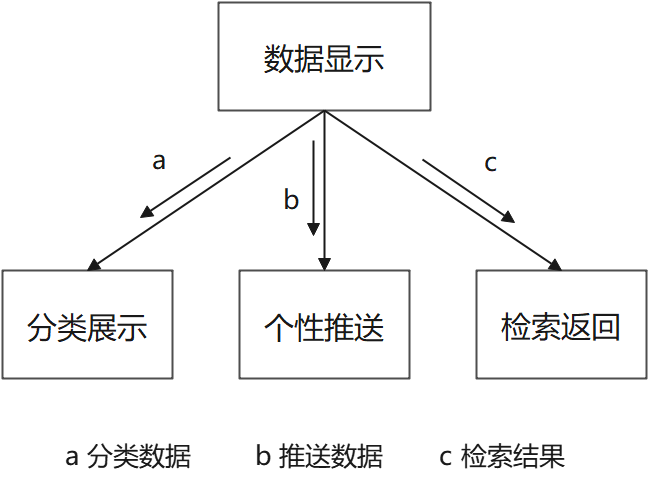 数据显示
a
b
c
分类展示
个性推送
检索返回
a 分类数据
b 推送数据
c 检索结果